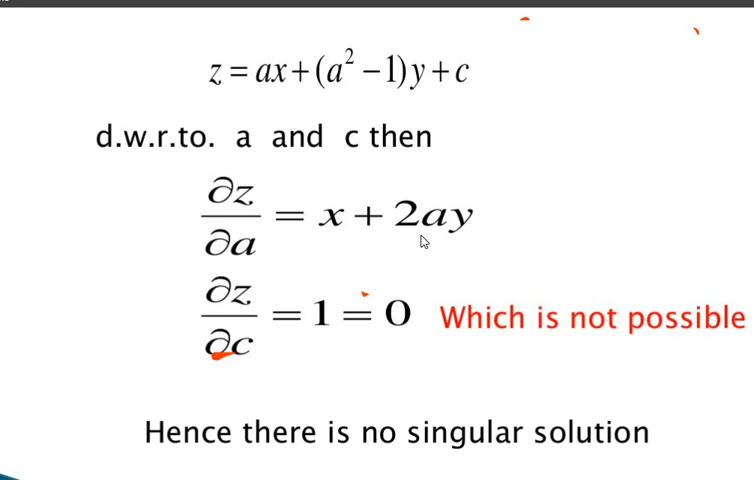 z = ax + (a² − 1)y + c
d.w.r.to. a and c then
∂z/∂a = x + 2ay
∂z/∂c = 1 = 0 Which is not possible
Hence there is no singular solution